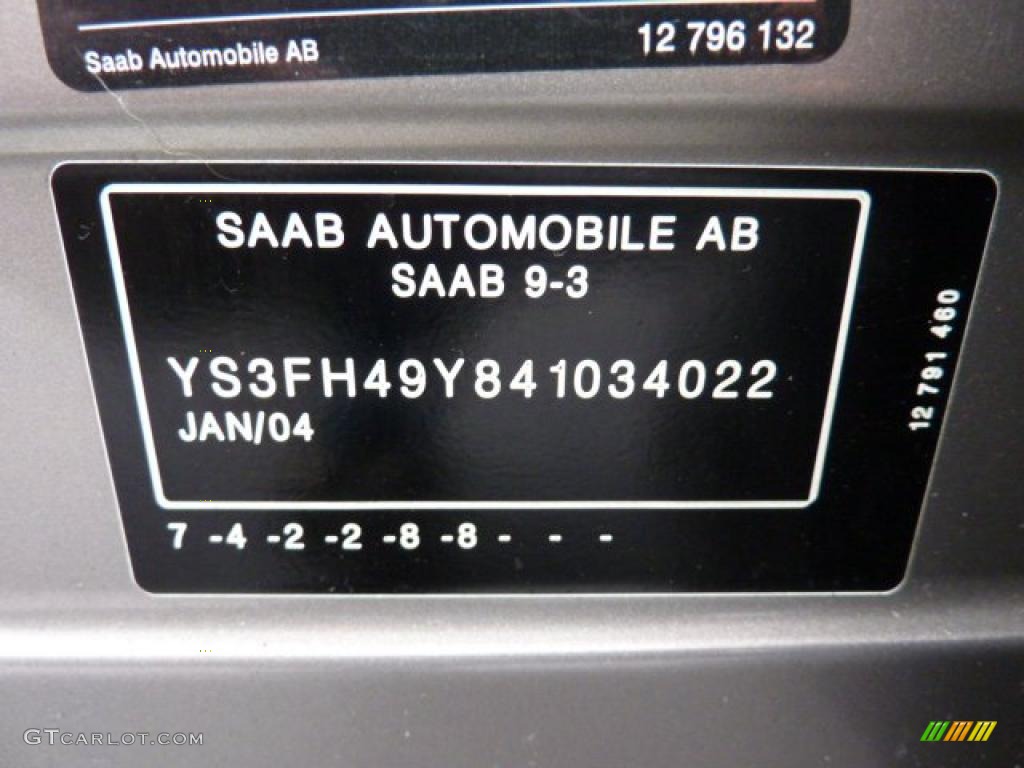 Saab Automobile AB 12 796 132
SAAB AUTOMOBILE AB
SAAB 9-3
YS3FH49Y841034022
JAN/04
7 -4 -2 -2 -8 -8 - - -
12 791 460
GTCARLOT.COM